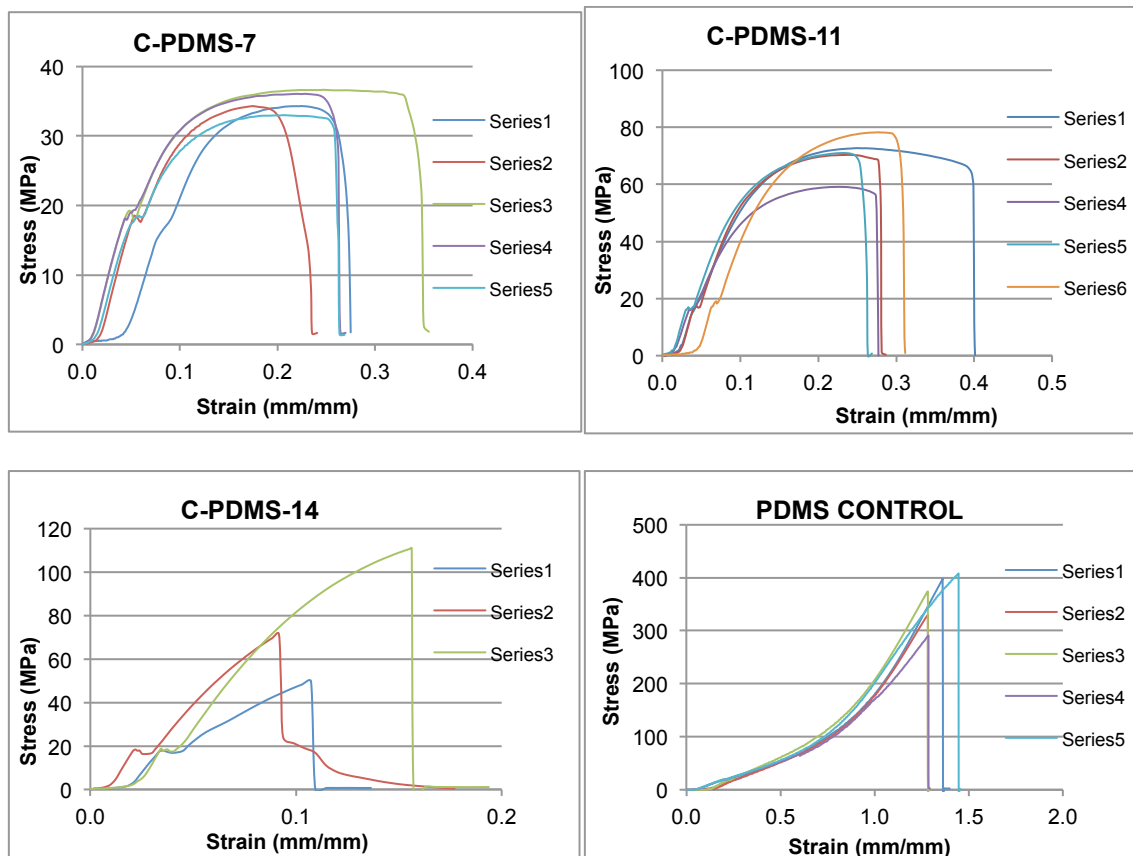 C-PDMS-7
40
30
20
10
0
0.0 0.1 0.2 0.3 0.4
Stress (MPa)
Strain (mm/mm)
Series1
Series2
Series3
Series4
Series5
C-PDMS-11
100
80
60
40
20
0
0.0 0.1 0.2 0.3 0.4 0.5
Stress (MPa)
Strain (mm/mm)
Series1
Series2
Series4
Series5
Series6
C-PDMS-14
120
100
80
60
40
20
0
0.0 0.1 0.2
Stress (MPa)
Strain (mm/mm)
Series1
Series2
Series3
PDMS CONTROL
500
400
300
200
100
0
0.0 0.5 1.0 1.5 2.0
Stress (MPa)
Strain (mm/mm)
Series1
Series2
Series3
Series4
Series5